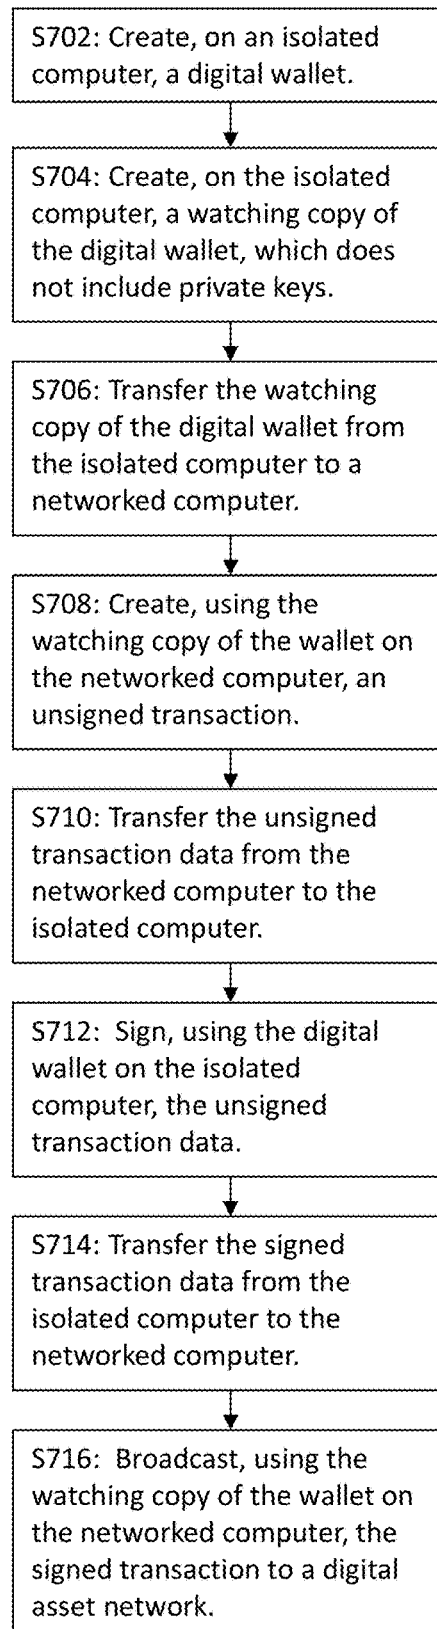 S702: Create, on an isolated
computer, a digital wallet.
S704: Create, on the isolated
computer, a watching copy of
the digital wallet, which does
not include private keys.
S706: Transfer the watching
copy of the digital wallet from
the isolated computer to a
networked computer.
S708: Create, using the
watching copy of the wallet on
the networked computer, an
unsigned transaction.
S710: Transfer the unsigned
transaction data from the
networked computer to the
isolated computer.
S712: Sign, using the digital
wallet on the isolated
computer, the unsigned
transaction data.
S714: Transfer the signed
transaction data from the
isolated computer to the
networked computer.
S716: Broadcast, using the
watching copy of the wallet on
the networked computer, the
signed transaction to a digital
asset network.